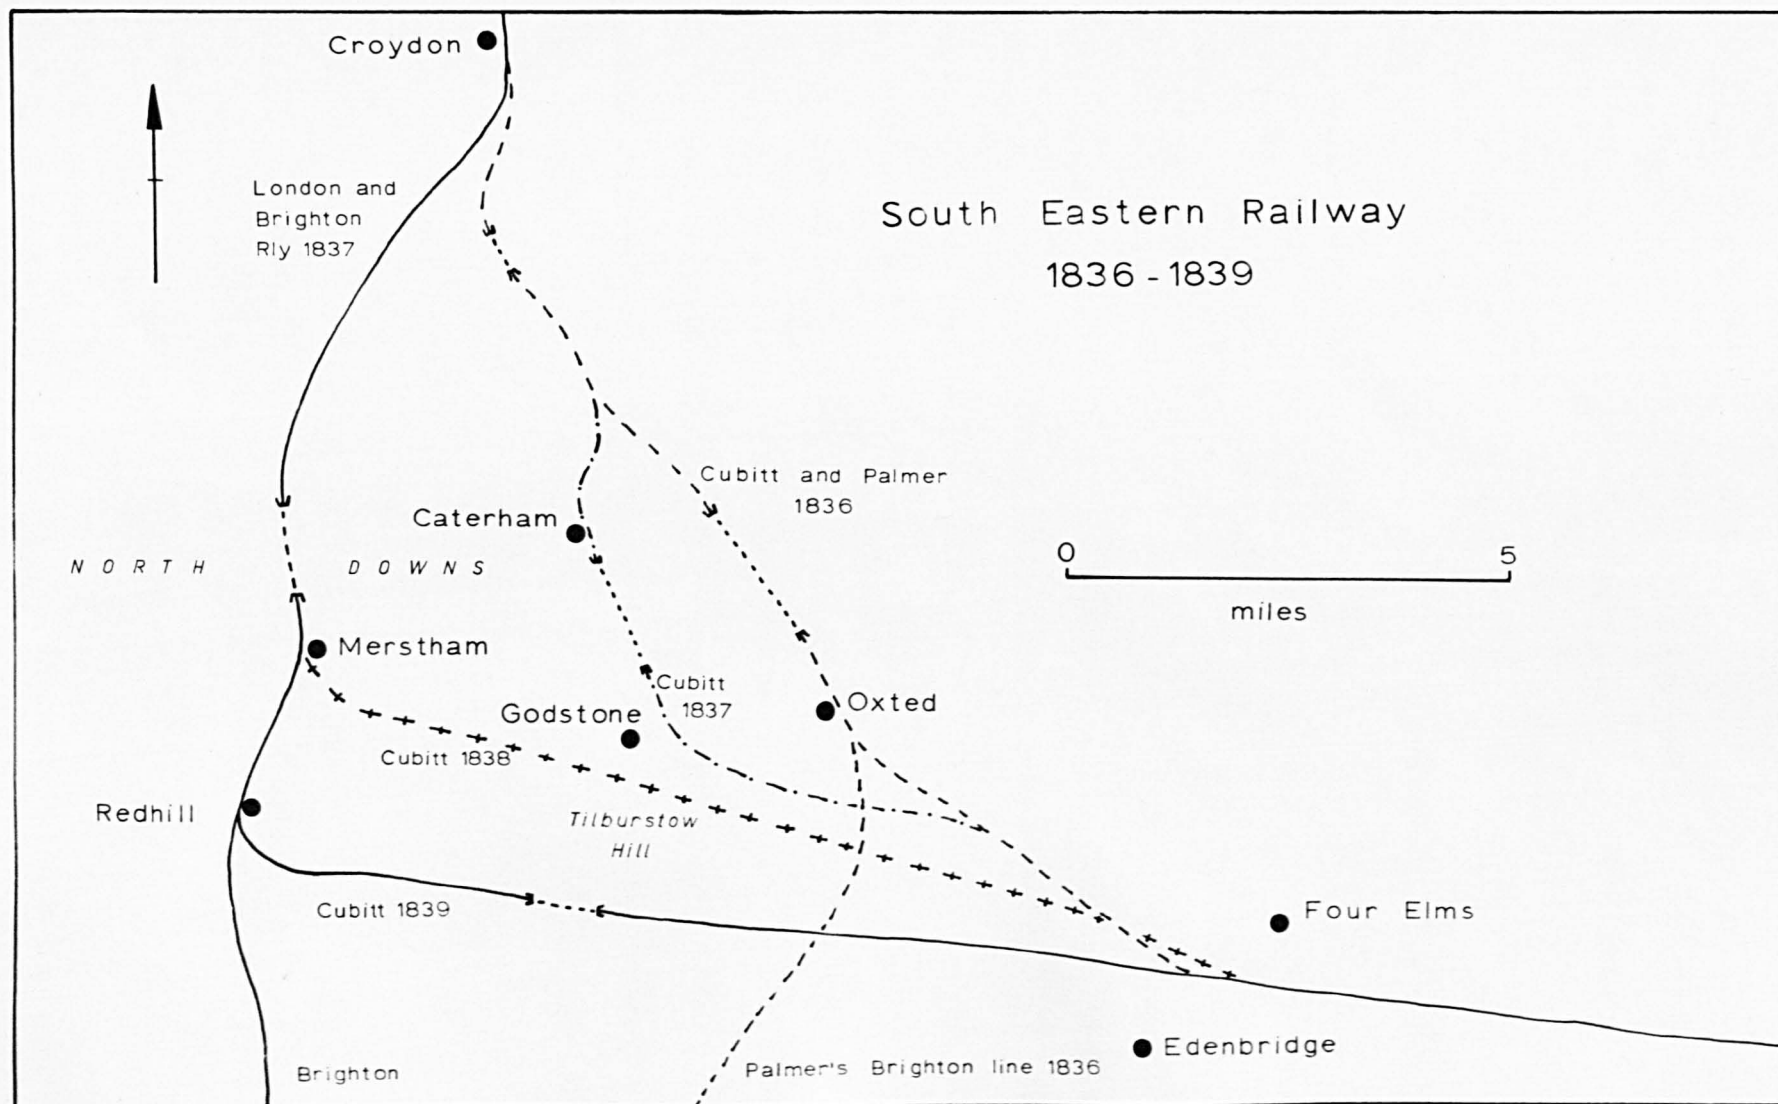 Croydon
London and
Brighton
Rly 1837
South Eastern Railway
1836 - 1839
Cubitt and Palmer
1836
Caterham
NORTH DOWNS
0 5
miles
Merstham
Cubitt
1837
Oxted
Godstone
Cubitt 1838
Redhill
Tilburstow
Hill
Cubitt 1839
Four Elms
Edenbridge
Brighton
Palmer's Brighton line 1836